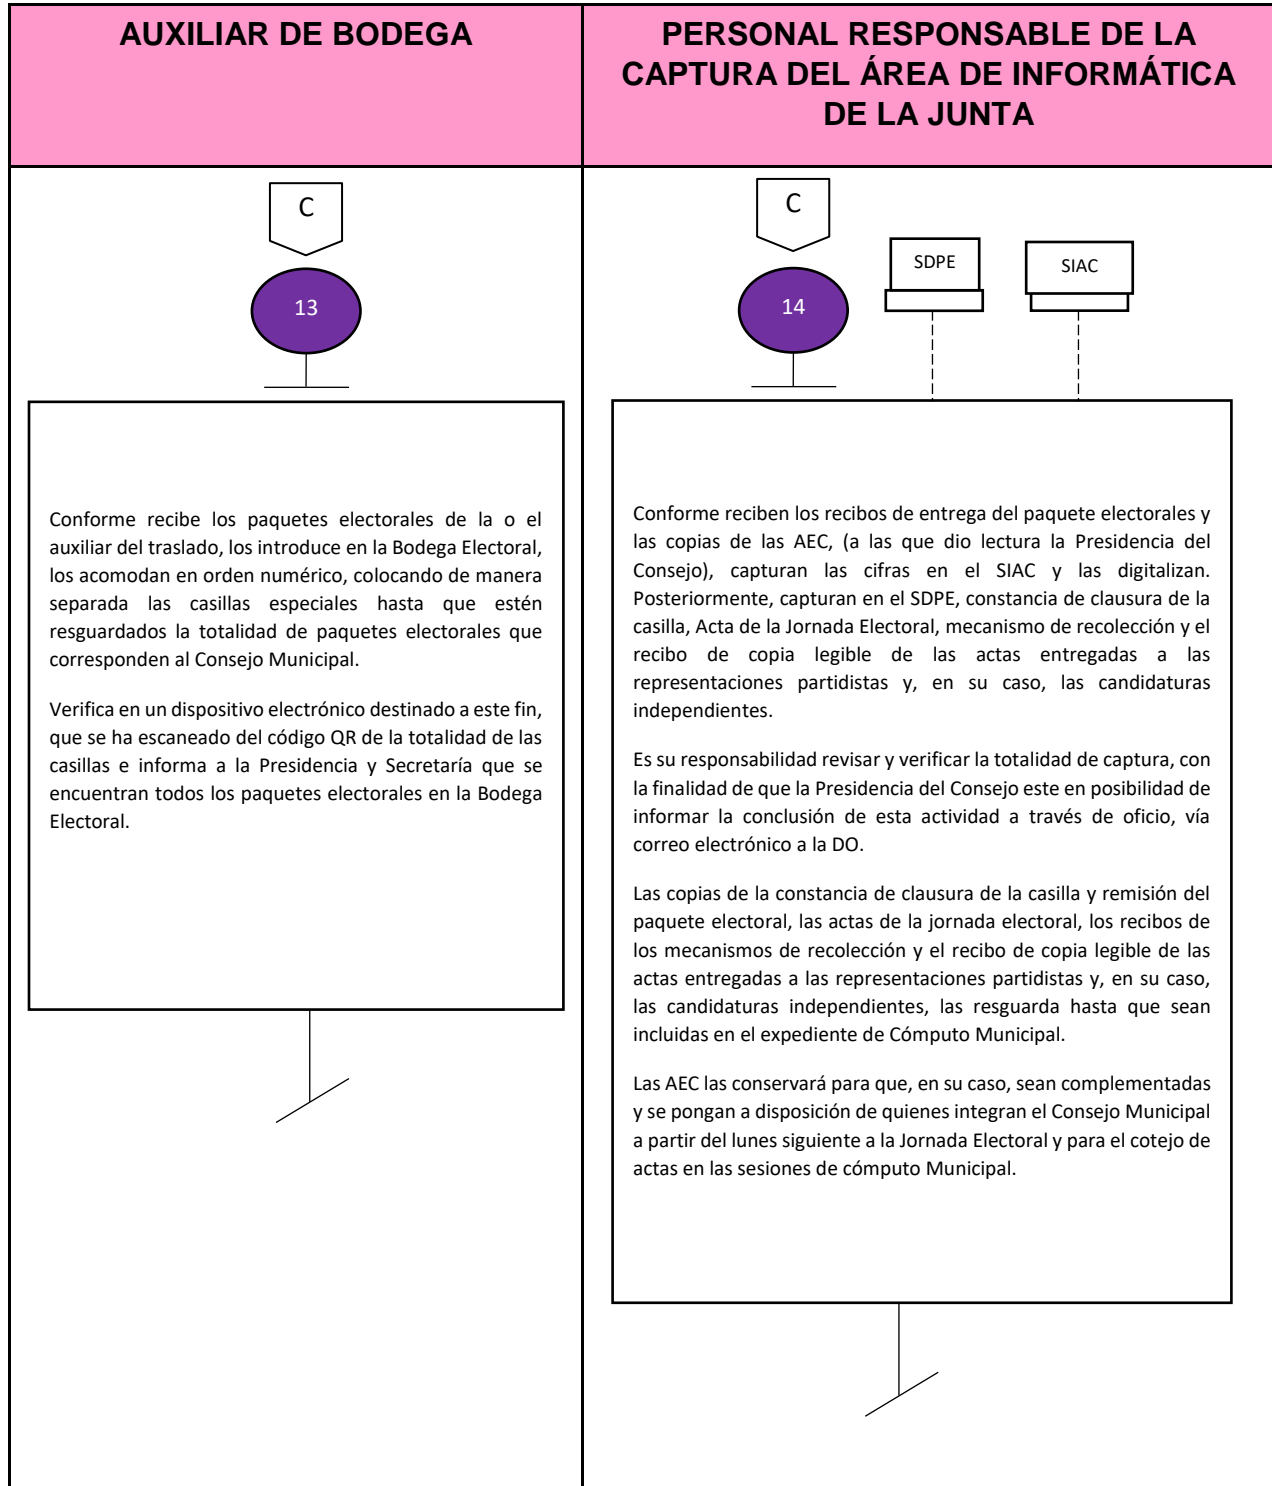 AUXILIAR DE BODEGA
PERSONAL RESPONSABLE DE LA
CAPTURA DEL ÁREA DE INFORMÁTICA
DE LA JUNTA
C
13
Conforme recibe los paquetes electorales de la o el
auxiliar del traslado, los introduce en la Bodega Electoral,
los acomodan en orden numérico, colocando de manera
separada las casillas especiales hasta que estén
resguardados la totalidad de paquetes electorales que
corresponden al Consejo Municipal.
Verifica en un dispositivo electrónico destinado a este fin,
que se ha escaneado del código QR de la totalidad de las
casillas e informa a la Presidencia y Secretaría que se
encuentran todos los paquetes electorales en la Bodega
Electoral.
C
14
SDPE
SIAC
Conforme reciben los recibos de entrega del paquete electorales y
las copias de las AEC, (a las que dio lectura la Presidencia del
Consejo), capturan las cifras en el SIAC y las digitalizan.
Posteriormente, capturan en el SDPE, constancia de clausura de la
casilla, Acta de la Jornada Electoral, mecanismo de recolección y el
recibo de copia legible de las actas entregadas a las
representaciones partidistas y, en su caso, las candidaturas
independientes.
Es su responsabilidad revisar y verificar la totalidad de captura, con
la finalidad de que la Presidencia del Consejo este en posibilidad de
informar la conclusión de esta actividad a través de oficio, vía
correo electrónico a la DO.
Las copias de la constancia de clausura de la casilla y remisión del
paquete electoral, las actas de la jornada electoral, los recibos de
los mecanismos de recolección y el recibo de copia legible de las
actas entregadas a las representaciones partidistas y, en su caso,
las candidaturas independientes, las resguarda hasta que sean
incluidas en el expediente de Cómputo Municipal.
Las AEC las conservará para que, en su caso, sean complementadas
y se pongan a disposición de quienes integran el Consejo Municipal
a partir del lunes siguiente a la Jornada Electoral y para el cotejo de
actas en las sesiones de cómputo Municipal.